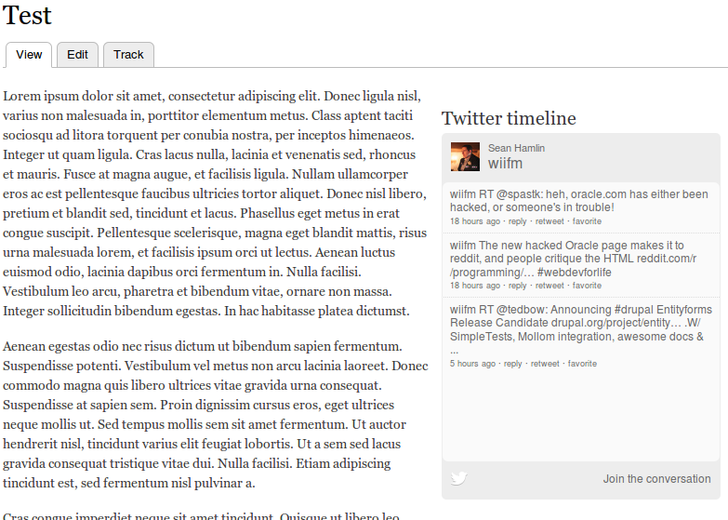 Test
View
Edit
Track
Lorem ipsum dolor sit amet, consectetur adipiscing elit. Donec ligula nisl,
varius non malesuada in, porttitor elementum metus. Class aptent taciti
sociosqu ad litora torquent per conubia nostra, per inceptos himenaeos.
Integer ut quam ligula. Cras lacus nulla, lacinia et venenatis sed, rhoncus
et mauris. Fusce at magna augue, et facilisis ligula. Nullam ullamcorper
eros ac est pellentesque faucibus ultricies tortor aliquet. Donec nisl libero,
pretium et blandit sed, tincidunt et lacus. Phasellus eget metus in erat
congue suscipit. Pellentesque scelerisque, magna eget blandit mattis, risus
urna malesuada lorem, et facilisis ipsum orci ut lectus. Aenean luctus
euismod odio, lacinia dapibus orci fermentum in. Nulla facilisi.
Vestibulum leo arcu, pharetra et bibendum vitae, ornare non massa.
Integer sollicitudin bibendum egestas. In hac habitasse platea dictumst.
Aenean egestas odio nec risus dictum ut bibendum sapien fermentum.
Suspendisse potenti. Vestibulum vel metus non arcu lacinia laoreet. Donec
commodo magna quis libero ultrices vitae gravida urna consequat.
Suspendisse at sapien sem. Proin dignissim cursus eros, eget ultrices
neque mollis ut. Sed tempus mollis sem sit amet fermentum. Ut auctor
hendrerit nisl, tincidunt varius elit feugiat lobortis. Ut a sem sed lacus
gravida consequat tristique vitae dui. Nulla facilisi. Etiam adipiscing
tincidunt est, sed fermentum nisl pulvinar a.
Cras congue imperdiet neque sit amet tincidunt. Quisque ut libero leo
Twitter timeline
Sean Hamlin
wiifm
wiifm RT @spastk: heh, oracle.com has either been
hacked, or someone's in trouble!
18 hours ago · reply · retweet · favorite
wiifm The new hacked Oracle page makes it to
reddit, and people critique the HTML reddit.com/r
/programming/… #webdevforlife
18 hours ago · reply · retweet · favorite
wiifm RT @tedbow: Announcing #drupal Entityforms
Release Candidate drupal.org/project/entity… .W/
SimpleTests, Mollom integration, awesome docs &
...
5 hours ago · reply · retweet · favorite
Join the conversation